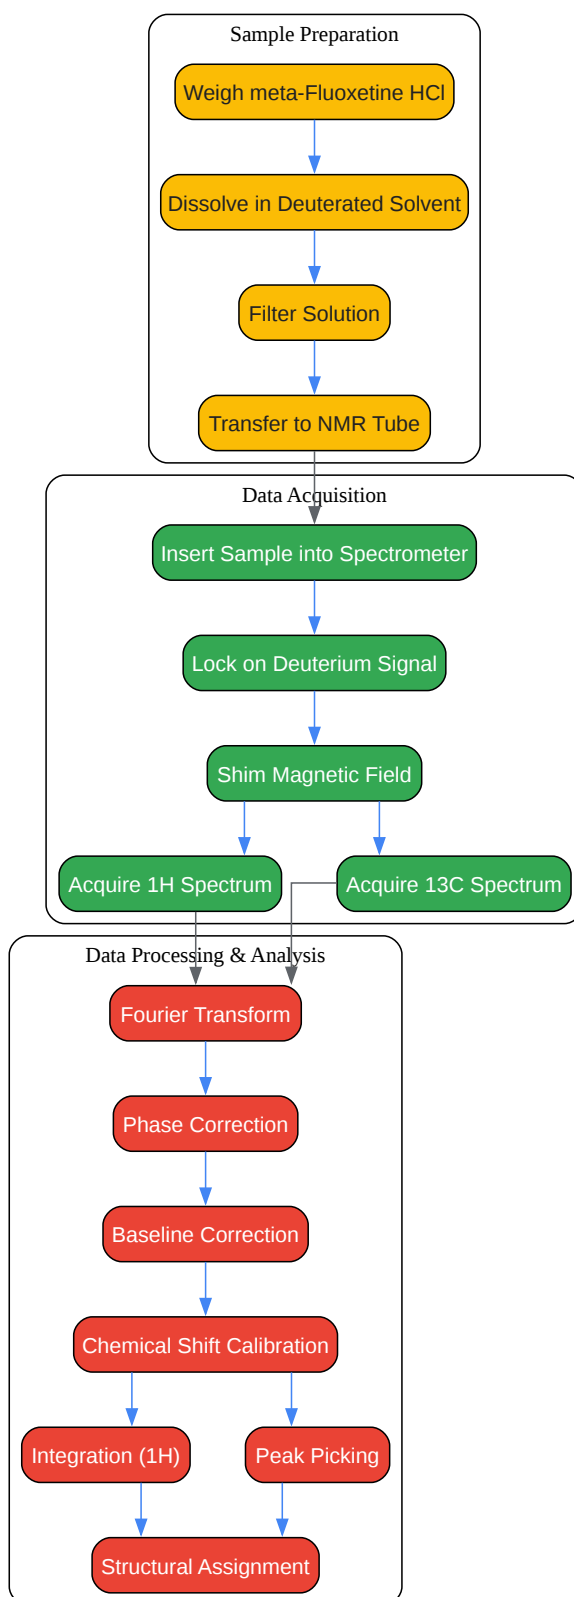 Sample Preparation
Weigh meta-Fluoxetine HCl
Dissolve in Deuterated Solvent
Filter Solution
Transfer to NMR Tube
Data Acquisition
Insert Sample into Spectrometer
Lock on Deuterium Signal
Shim Magnetic Field
Acquire 1H Spectrum
Acquire 13C Spectrum
Data Processing & Analysis
Fourier Transform
Phase Correction
Baseline Correction
Chemical Shift Calibration
Integration (1H)
Peak Picking
Structural Assignment